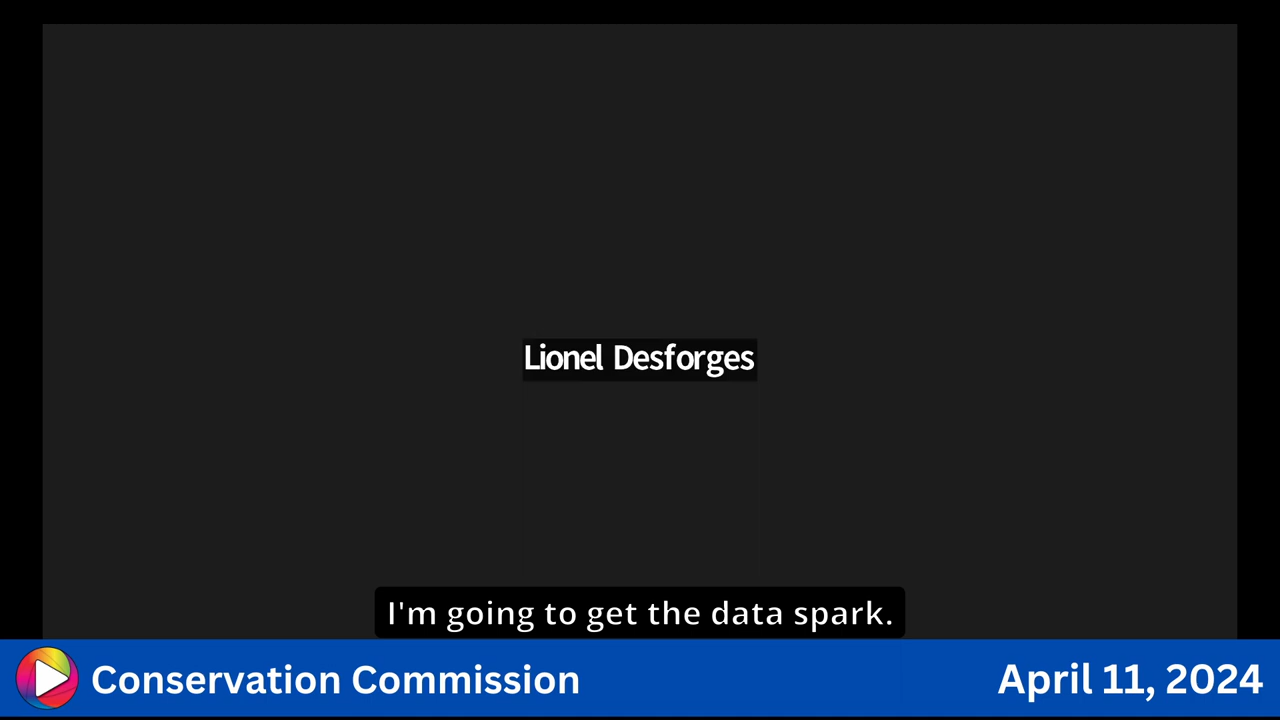 Lionel Desforges
I'm going to get the data spark.
Conservation Commission
April 11, 2024